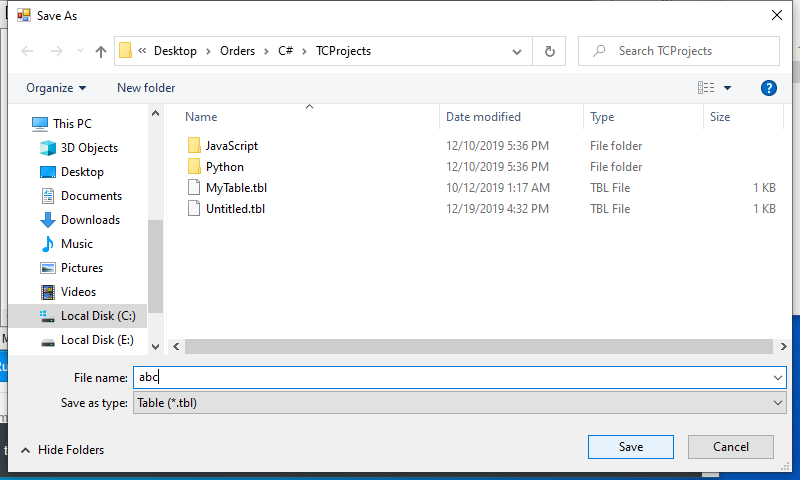 Save As
« Desktop › Orders › C# › TCProjects
Search TCProjects
Organize
New folder
?
Name
Date modified
Type
Size
This PC
3D Objects
Desktop
Documents
Downloads
Music
Pictures
Videos
Local Disk (C:)
Local Disk (E:)
JavaScript 12/10/2019 5:36 PM File folder
Python 12/10/2019 5:36 PM File folder
MyTable.tbl 10/12/2019 1:17 AM TBL File 1 KB
Untitled.tbl 12/19/2019 4:32 PM TBL File 1 KB
File name: abc
Save as type: Table (*.tbl)
Hide Folders
Save
Cancel